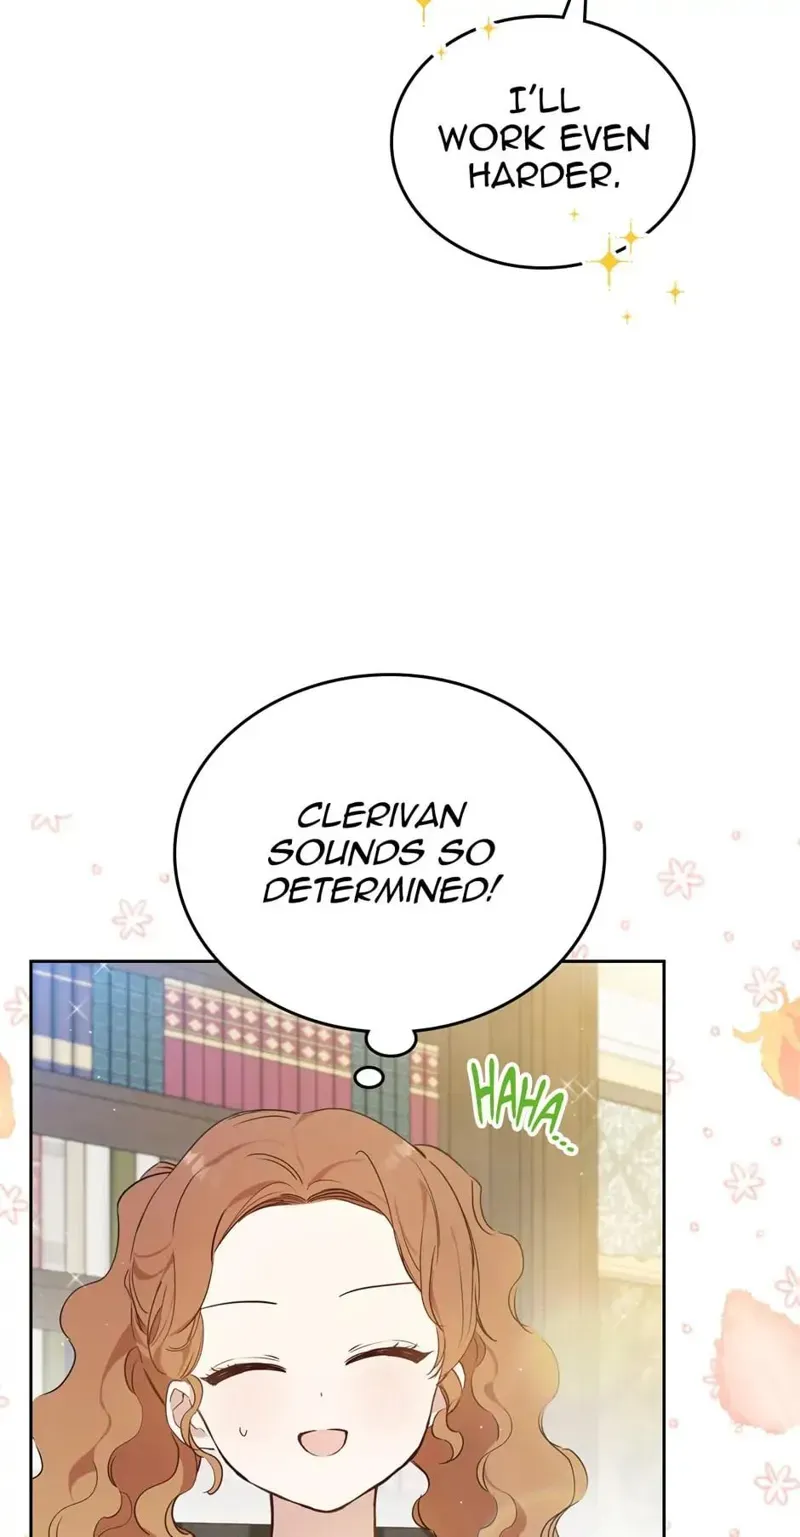 I'LL
WORK EVEN
HARDER.
CLERIVAN
SOUNDS SO
DETERMINED!
HAHA...